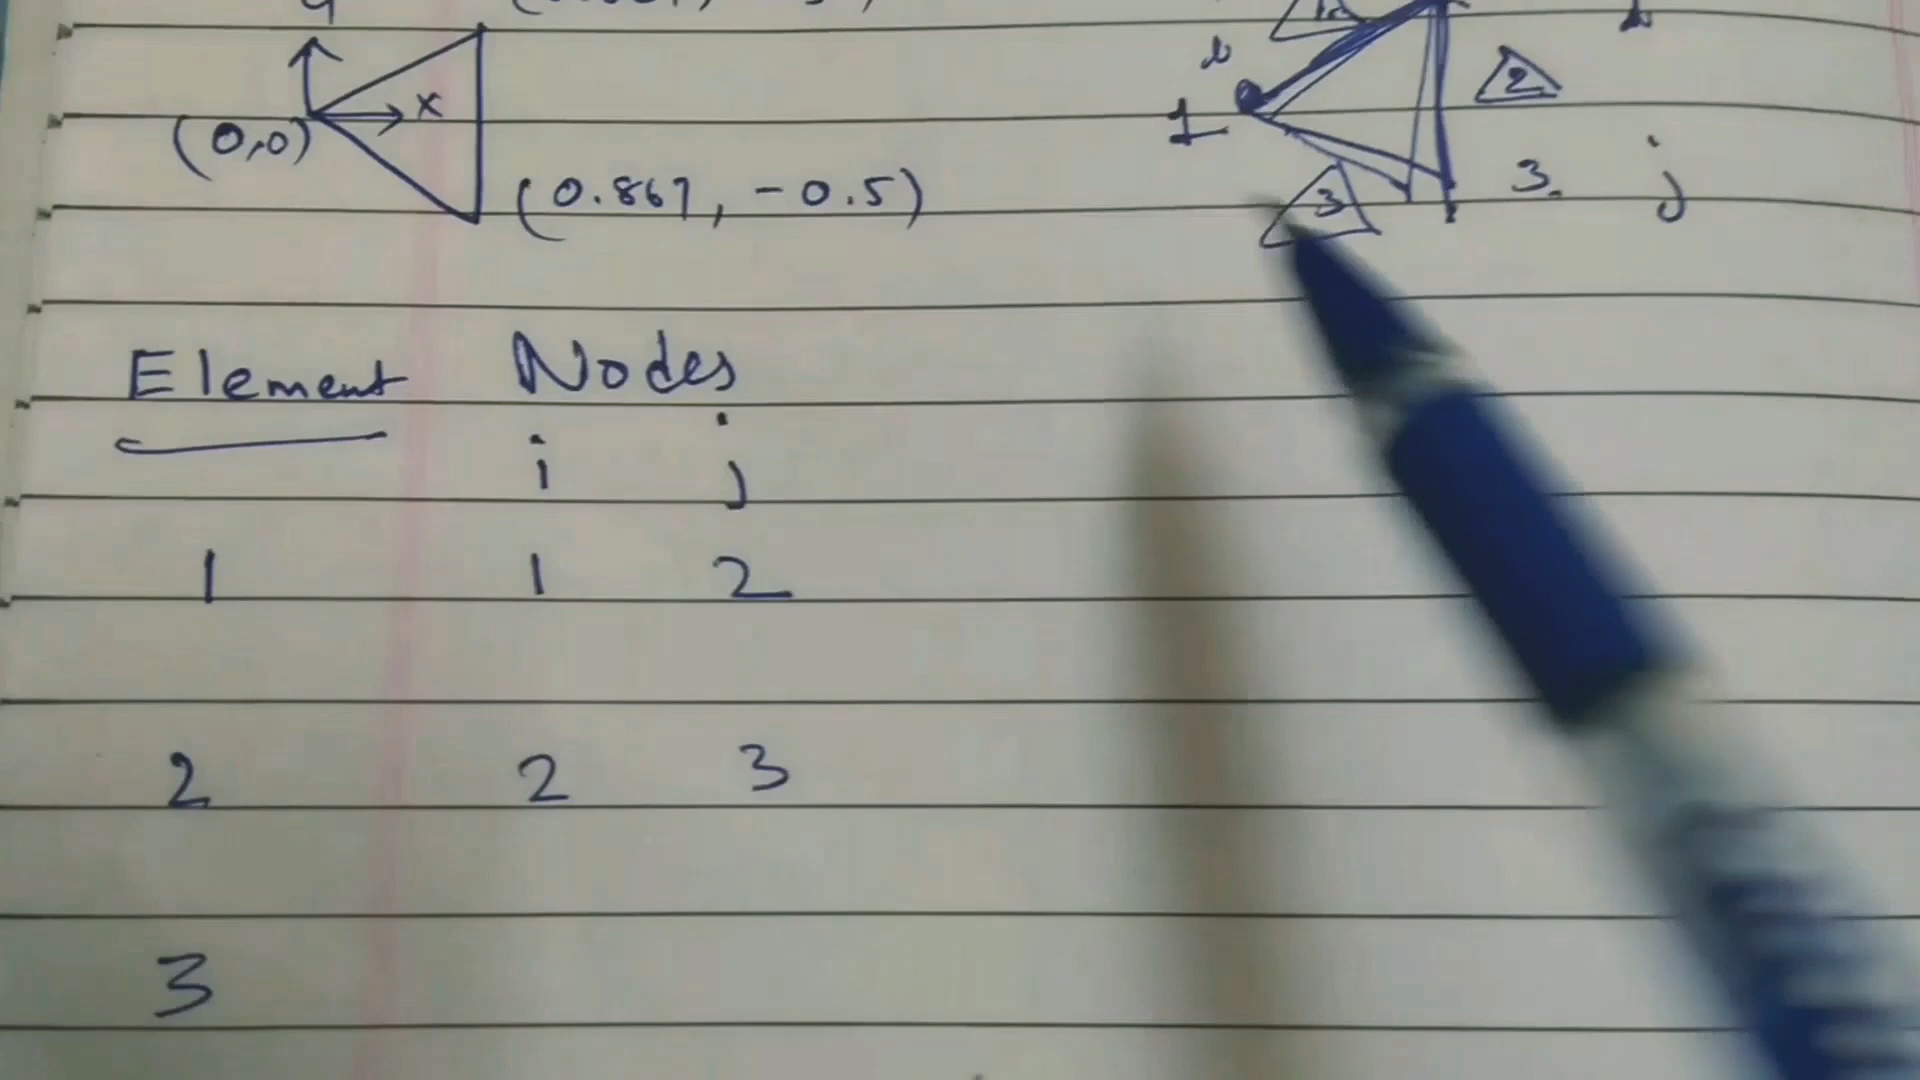 x
(0,0)
(0.867, -0.5)
1
2
3
3.
j
Element Nodes
i j
1 1 2
2 2 3
3